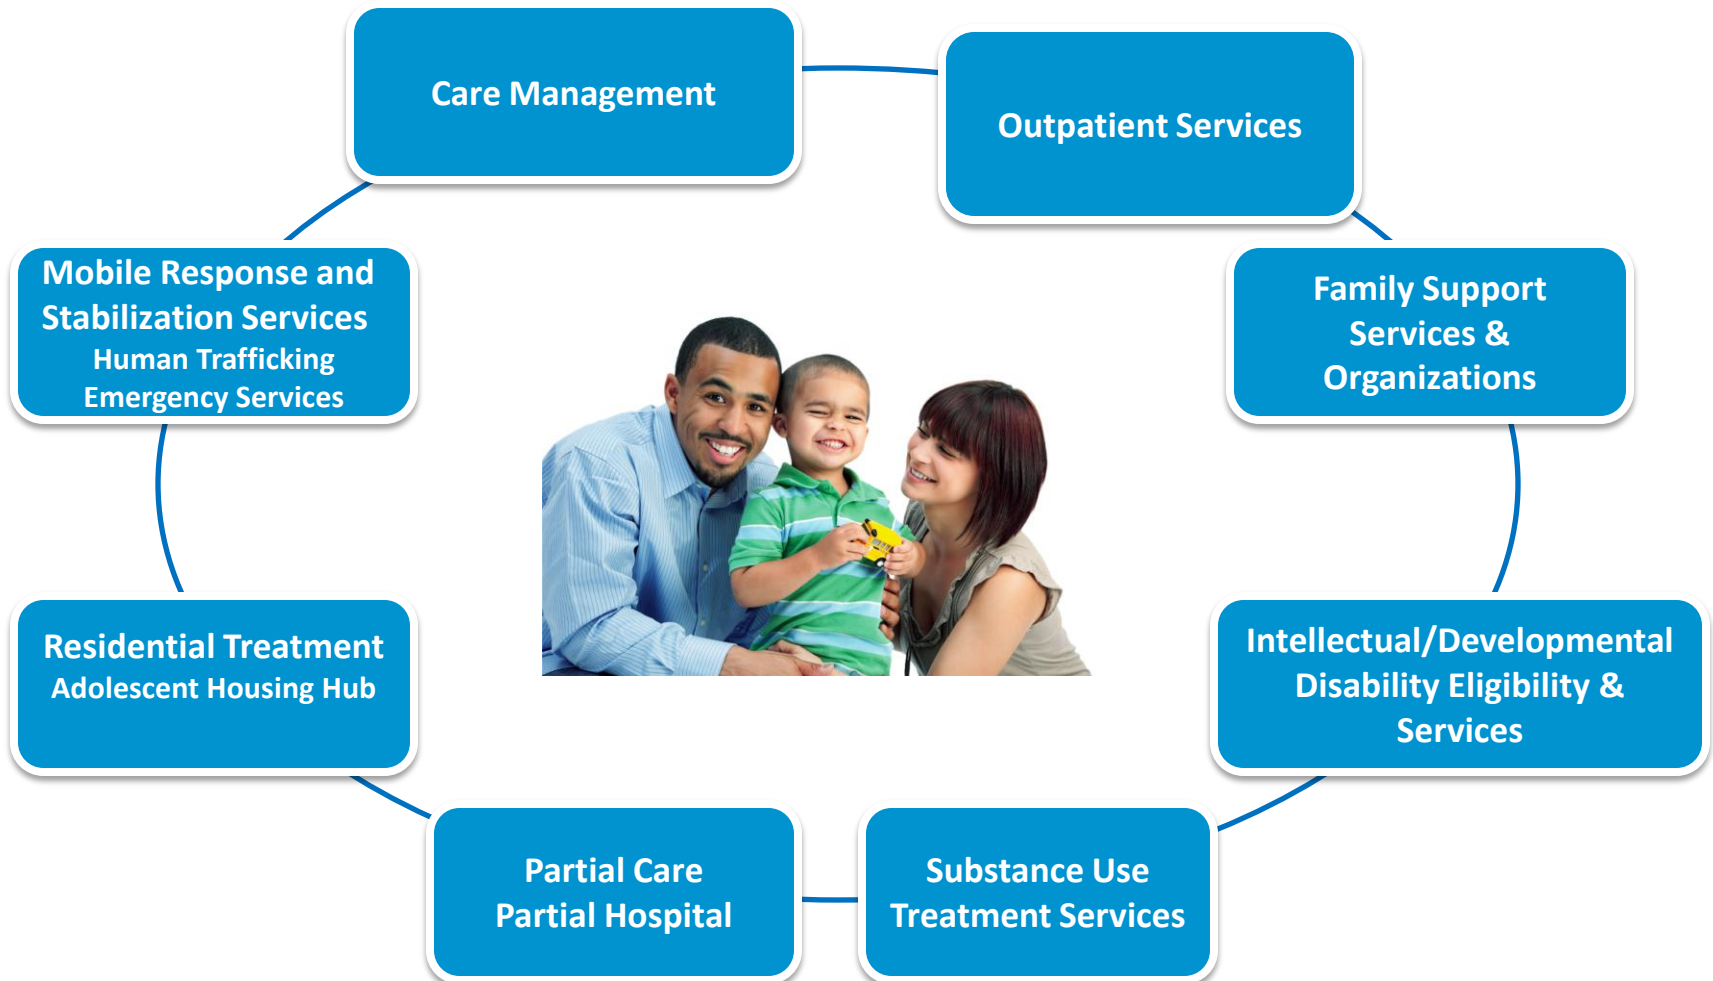 Care Management
Outpatient Services
Family Support
Services &
Organizations
Intellectual/Developmental
Disability Eligibility &
Services
Substance Use
Treatment Services
Partial Care
Partial Hospital
Residential Treatment
Adolescent Housing Hub
Mobile Response and
Stabilization Services
Human Trafficking
Emergency Services